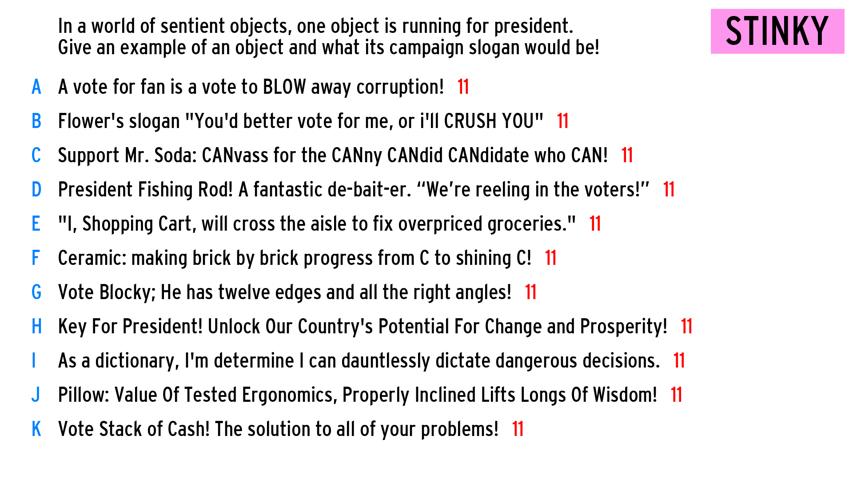 In a world of sentient objects, one object is running for president.
Give an example of an object and what its campaign slogan would be!
STINKY
A A vote for fan is a vote to BLOW away corruption! 11
B Flower's slogan "You'd better vote for me, or i'll CRUSH YOU" 11
C Support Mr. Soda: CANvass for the CANny CANdid CANdidate who CAN! 11
D President Fishing Rod! A fantastic de-bait-er. “We’re reeling in the voters!” 11
E "I, Shopping Cart, will cross the aisle to fix overpriced groceries." 11
F Ceramic: making brick by brick progress from C to shining C! 11
G Vote Blocky; He has twelve edges and all the right angles! 11
H Key For President! Unlock Our Country's Potential For Change and Prosperity! 11
I As a dictionary, I'm determine I can dauntlessly dictate dangerous decisions. 11
J Pillow: Value Of Tested Ergonomics, Properly Inclined Lifts Longs Of Wisdom! 11
K Vote Stack of Cash! The solution to all of your problems! 11